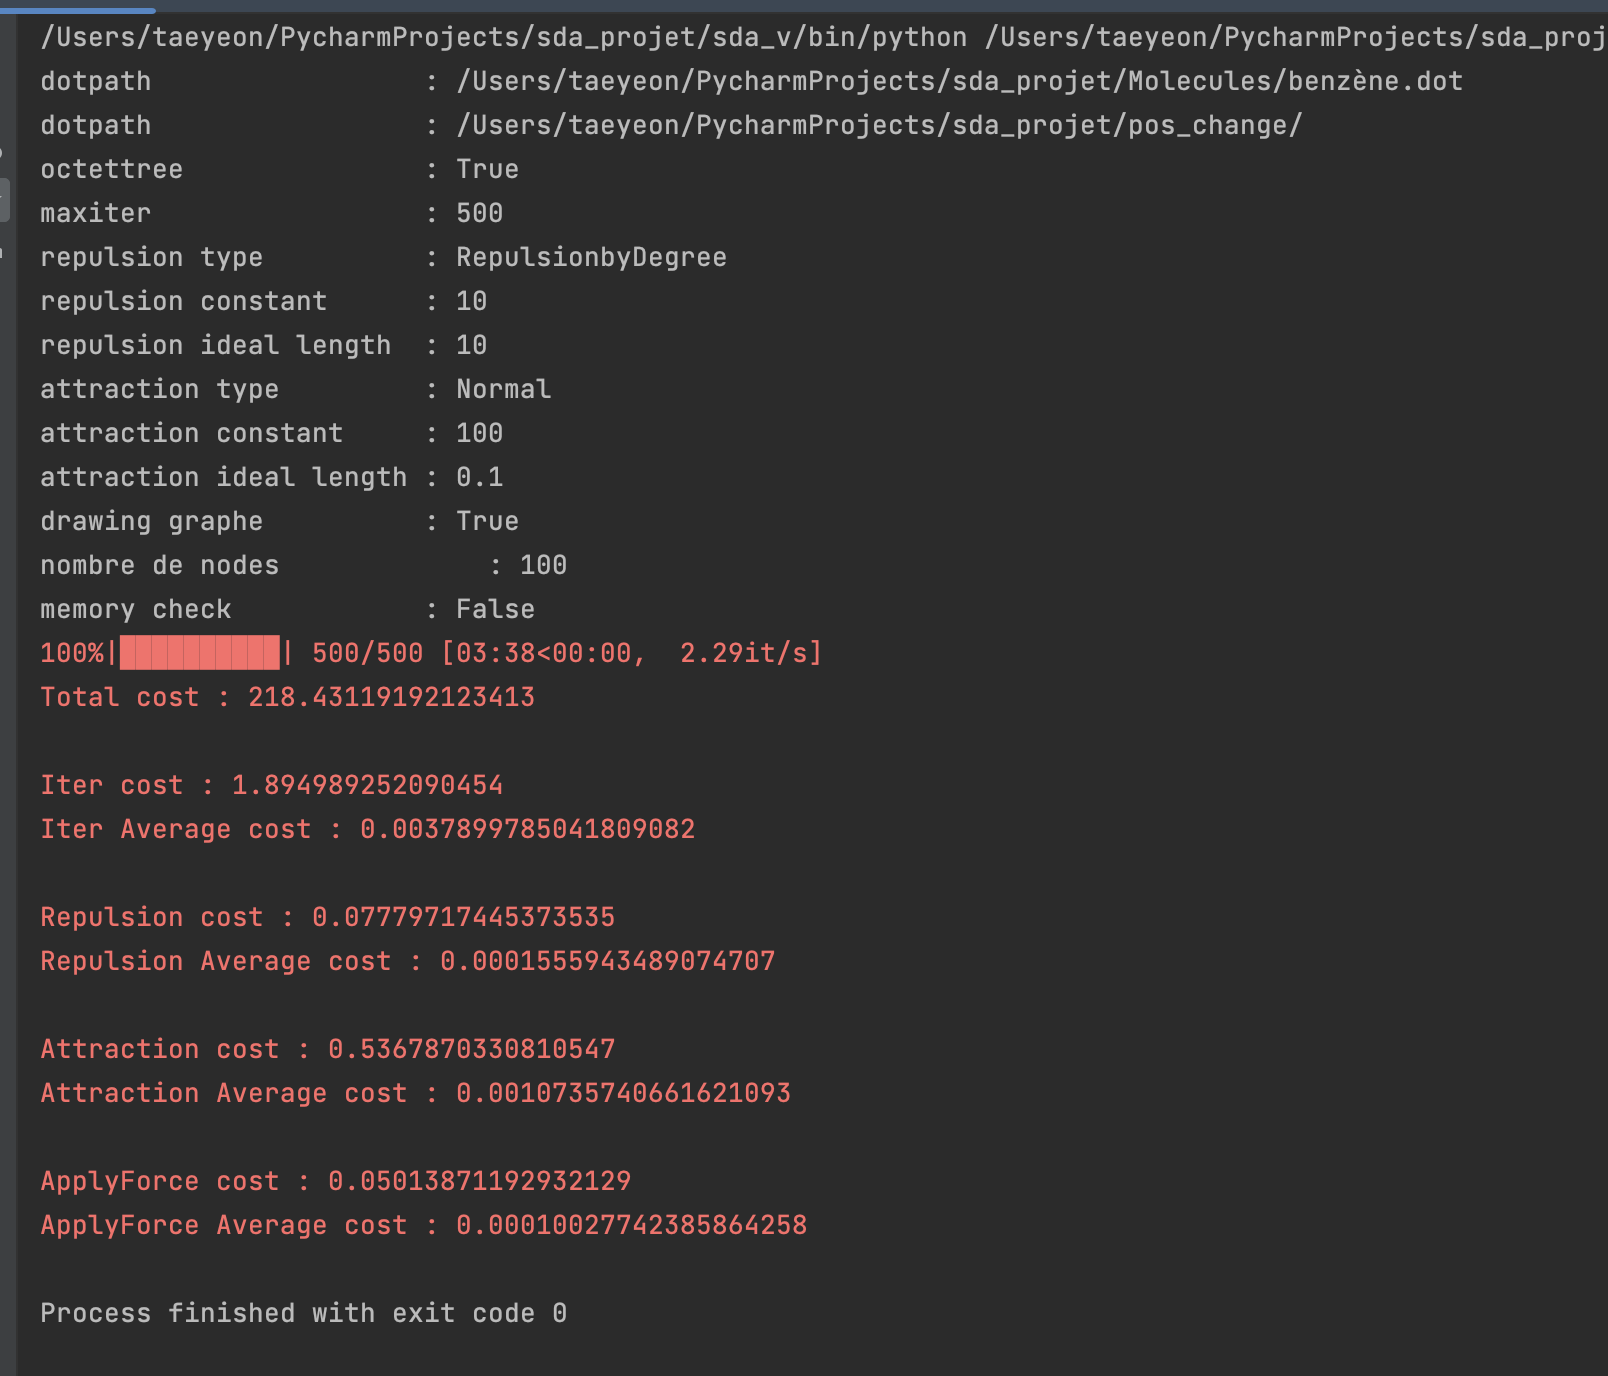 /Users/taeyeon/PycharmProjects/sda_projet/sda_v/bin/python /Users/taeyeon/PycharmProjects/sda_proj
dotpath : /Users/taeyeon/PycharmProjects/sda_projet/Molecules/benzène.dot
dotpath : /Users/taeyeon/PycharmProjects/sda_projet/pos_change/
octettree : True
maxiter : 500
repulsion type : RepulsionbyDegree
repulsion constant : 10
repulsion ideal length : 10
attraction type : Normal
attraction constant : 100
attraction ideal length : 0.1
drawing graphe : True
nombre de nodes : 100
memory check : False
100%|██████████| 500/500 [03:38<00:00, 2.29it/s]
Total cost : 218.43119192123413
Iter cost : 1.894989252090454
Iter Average cost : 0.0037899785041809082
Repulsion cost : 0.07779717445373535
Repulsion Average cost : 0.0001555943489074707
Attraction cost : 0.5367870330810547
Attraction Average cost : 0.0010735740661621093
ApplyForce cost : 0.05013871192932129
ApplyForce Average cost : 0.00010027742385864258
Process finished with exit code 0